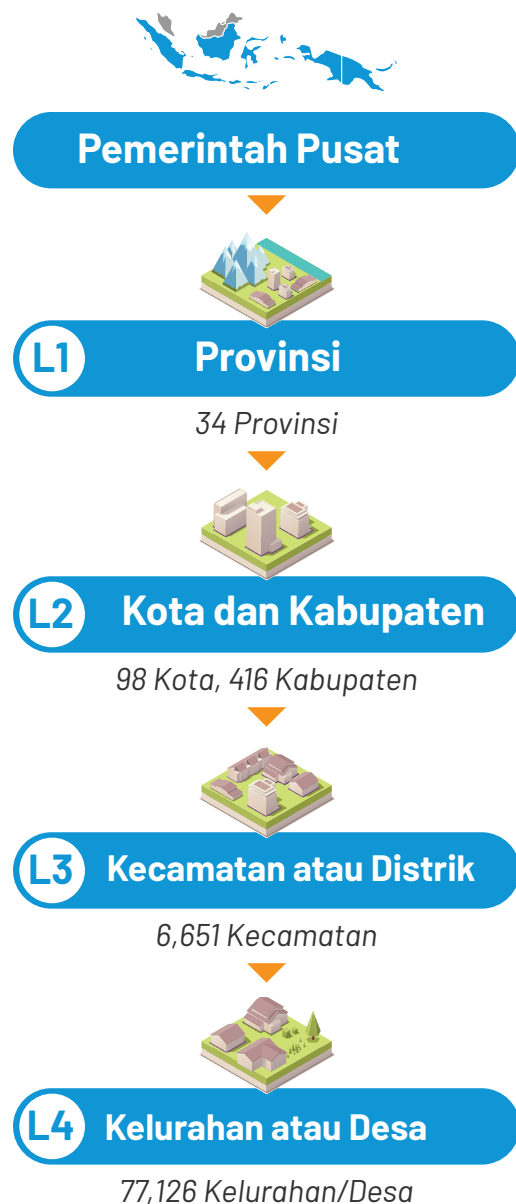 Pemerintah Pusat
L1 Provinsi
34 Provinsi
L2 Kota dan Kabupaten
98 Kota, 416 Kabupaten
L3 Kecamatan atau Distrik
6,651 Kecamatan
L4 Kelurahan atau Desa
77,126 Kelurahan/Desa